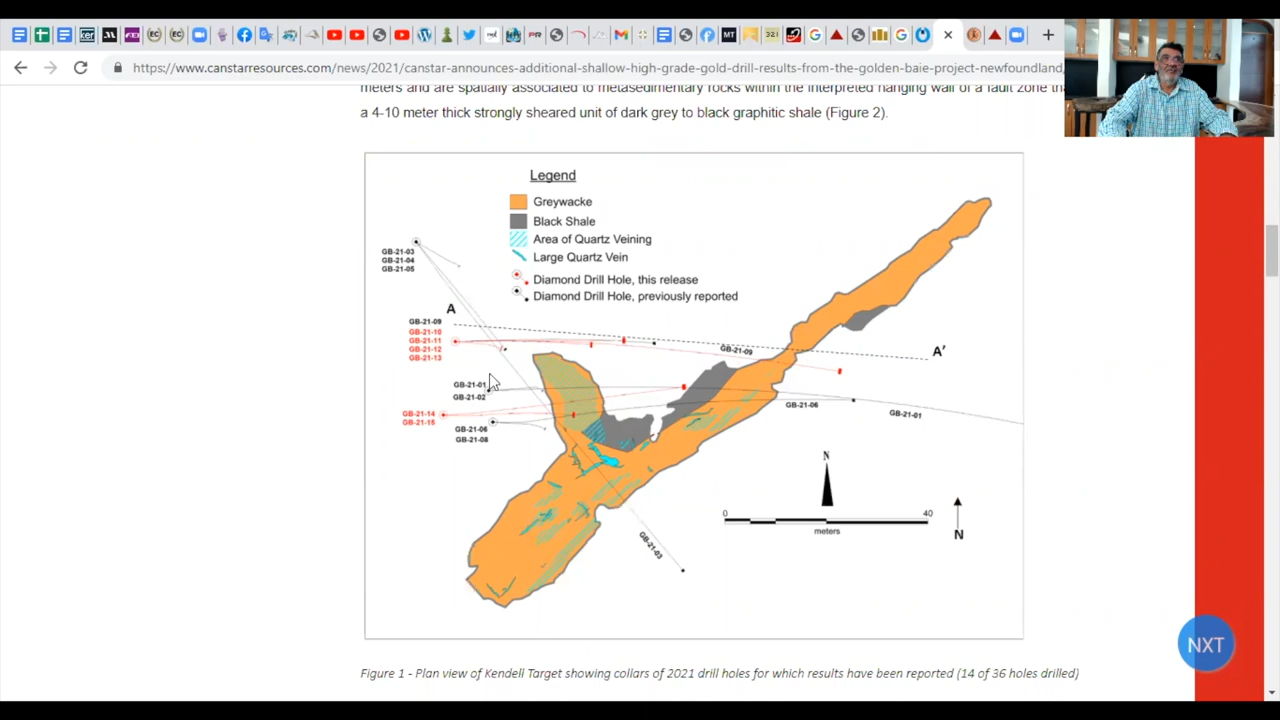 https://www.canstarresources.com/news/2021/canstar-announces-additional-shallow-high-grade-gold-drill-results-from-the-golden-baie-project-newfoundland/
meters and are spatially associated to metasedimentary rocks within the interpreted hanging wall of a fault zone
a 4-10 meter thick strongly sheared unit of dark grey to black graphitic shale (Figure 2).
Legend
Greywacke
Black Shale
Area of Quartz Veining
Large Quartz Vein
Diamond Drill Hole, this release
Diamond Drill Hole, previously reported
GB-21-03
GB-21-04
GB-21-05
A
GB-21-09
GB-21-10
GB-21-11
GB-21-12
GB-21-13
GB-21-09
A'
GB-21-01
GB-21-02
GB-21-14
GB-21-15
GB-21-06
GB-21-08
GB-21-06
GB-21-01
GB-21-03
N
0
40
meters
N
NXT
Figure 1 - Plan view of Kendell Target showing collars of 2021 drill holes for which results have been reported (14 of 36 holes drilled)